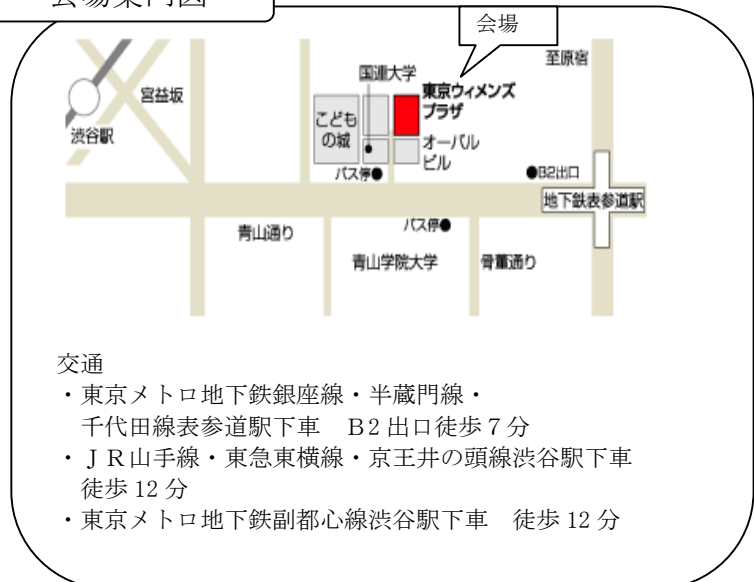 会場案内図
会場
至原宿
国連大学
宮益坂
東京ウィメンズ
プラザ
こども
の城
渋谷駅
オーバル
ビル
バス停●
●B2出口
地下鉄表参道駅
青山通り
バス停●
青山学院大学
骨董通り
交通
・東京メトロ地下鉄銀座線・半蔵門線・
千代田線表参道駅下車　Ｂ2出口徒歩７分
・ＪＲ山手線・東急東横線・京王井の頭線渋谷駅下車
徒歩12分
・東京メトロ地下鉄副都心線渋谷駅下車　徒歩12分